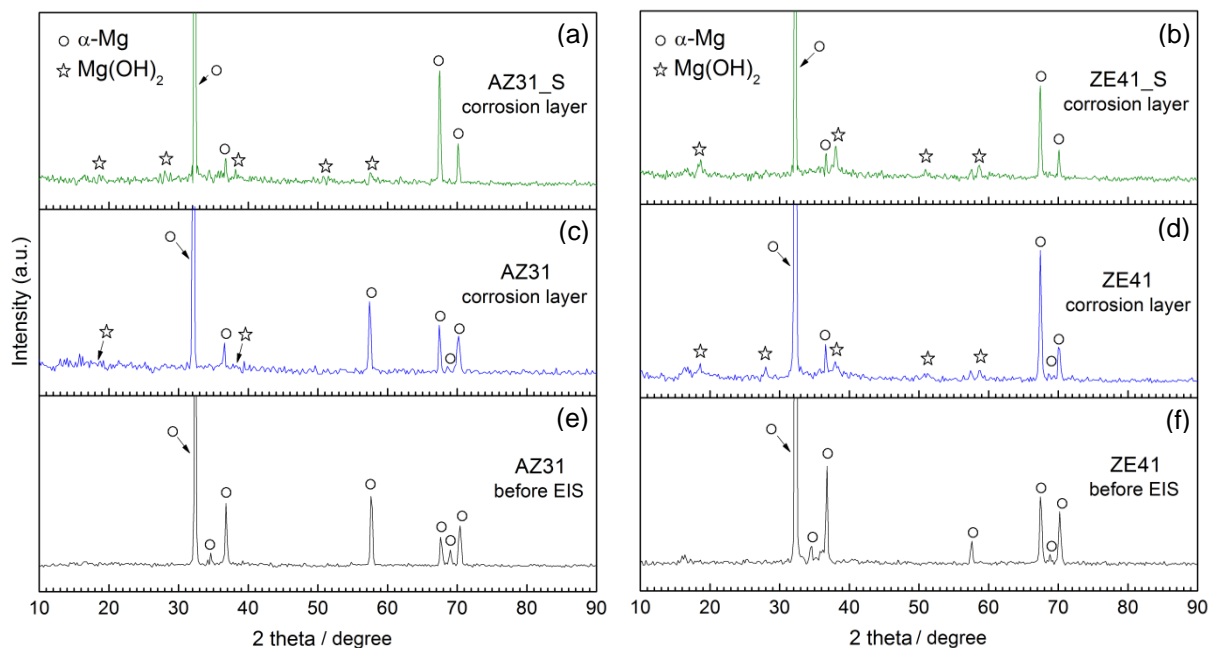 (a)
○ α-Mg
☆ Mg(OH)2
AZ31_S
corrosion layer
(c)
AZ31
corrosion layer
(e)
AZ31
before EIS
Intensity (a.u.)
10 20 30 40 50 60 70 80 90
2 theta / degree
(b)
○ α-Mg
☆ Mg(OH)2
ZE41_S
corrosion layer
(d)
ZE41
corrosion layer
(f)
ZE41
before EIS
10 20 30 40 50 60 70 80 90
2 theta / degree